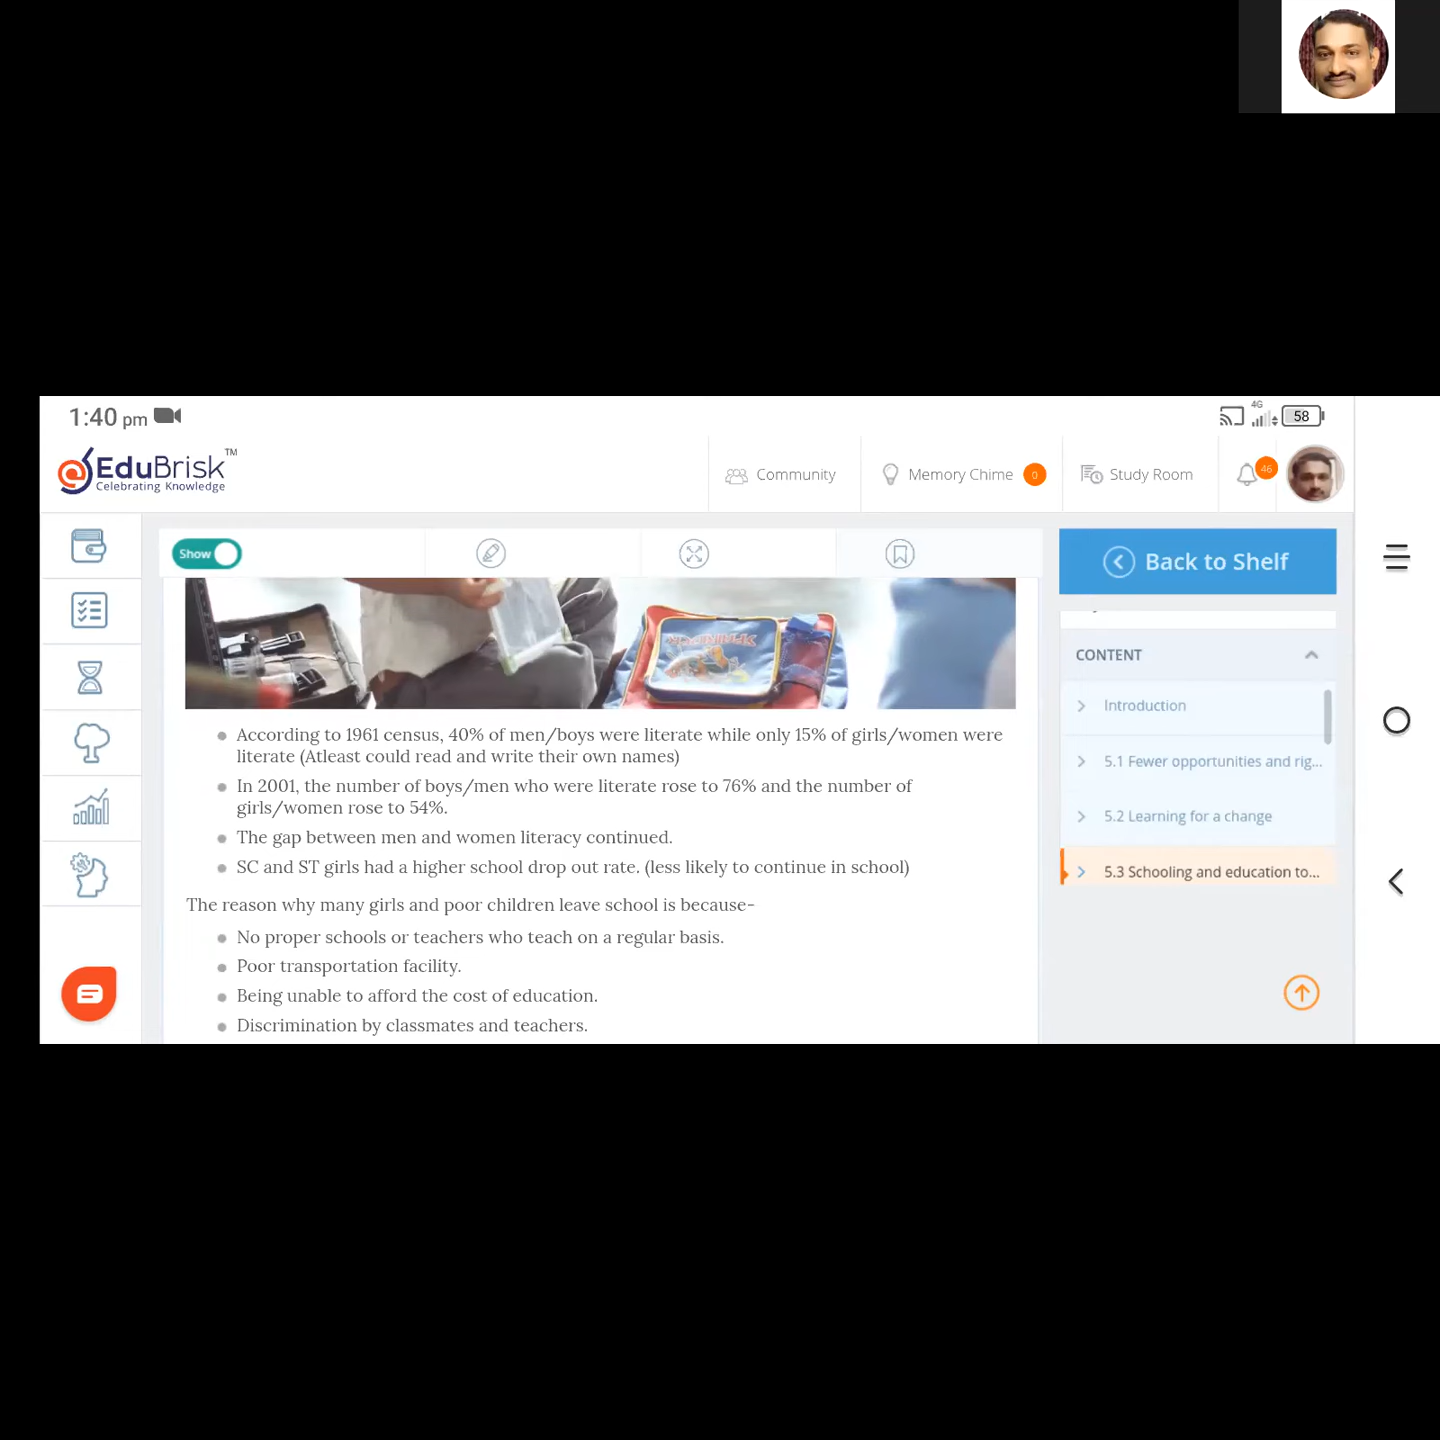 1:40 pm
4G
58
EduBrisk™
Celebrating Knowledge
Community
Memory Chime 0
Study Room
46
Show
Back to Shelf
CONTENT
Introduction
5.1 Fewer opportunities and rig...
5.2 Learning for a change
5.3 Schooling and education to...
According to 1961 census, 40% of men/boys were literate while only 15% of girls/women were
literate (Atleast could read and write their own names)
In 2001, the number of boys/men who were literate rose to 76% and the number of
girls/women rose to 54%.
The gap between men and women literacy continued.
SC and ST girls had a higher school drop out rate. (less likely to continue in school)
The reason why many girls and poor children leave school is because-
No proper schools or teachers who teach on a regular basis.
Poor transportation facility.
Being unable to afford the cost of education.
Discrimination by classmates and teachers.